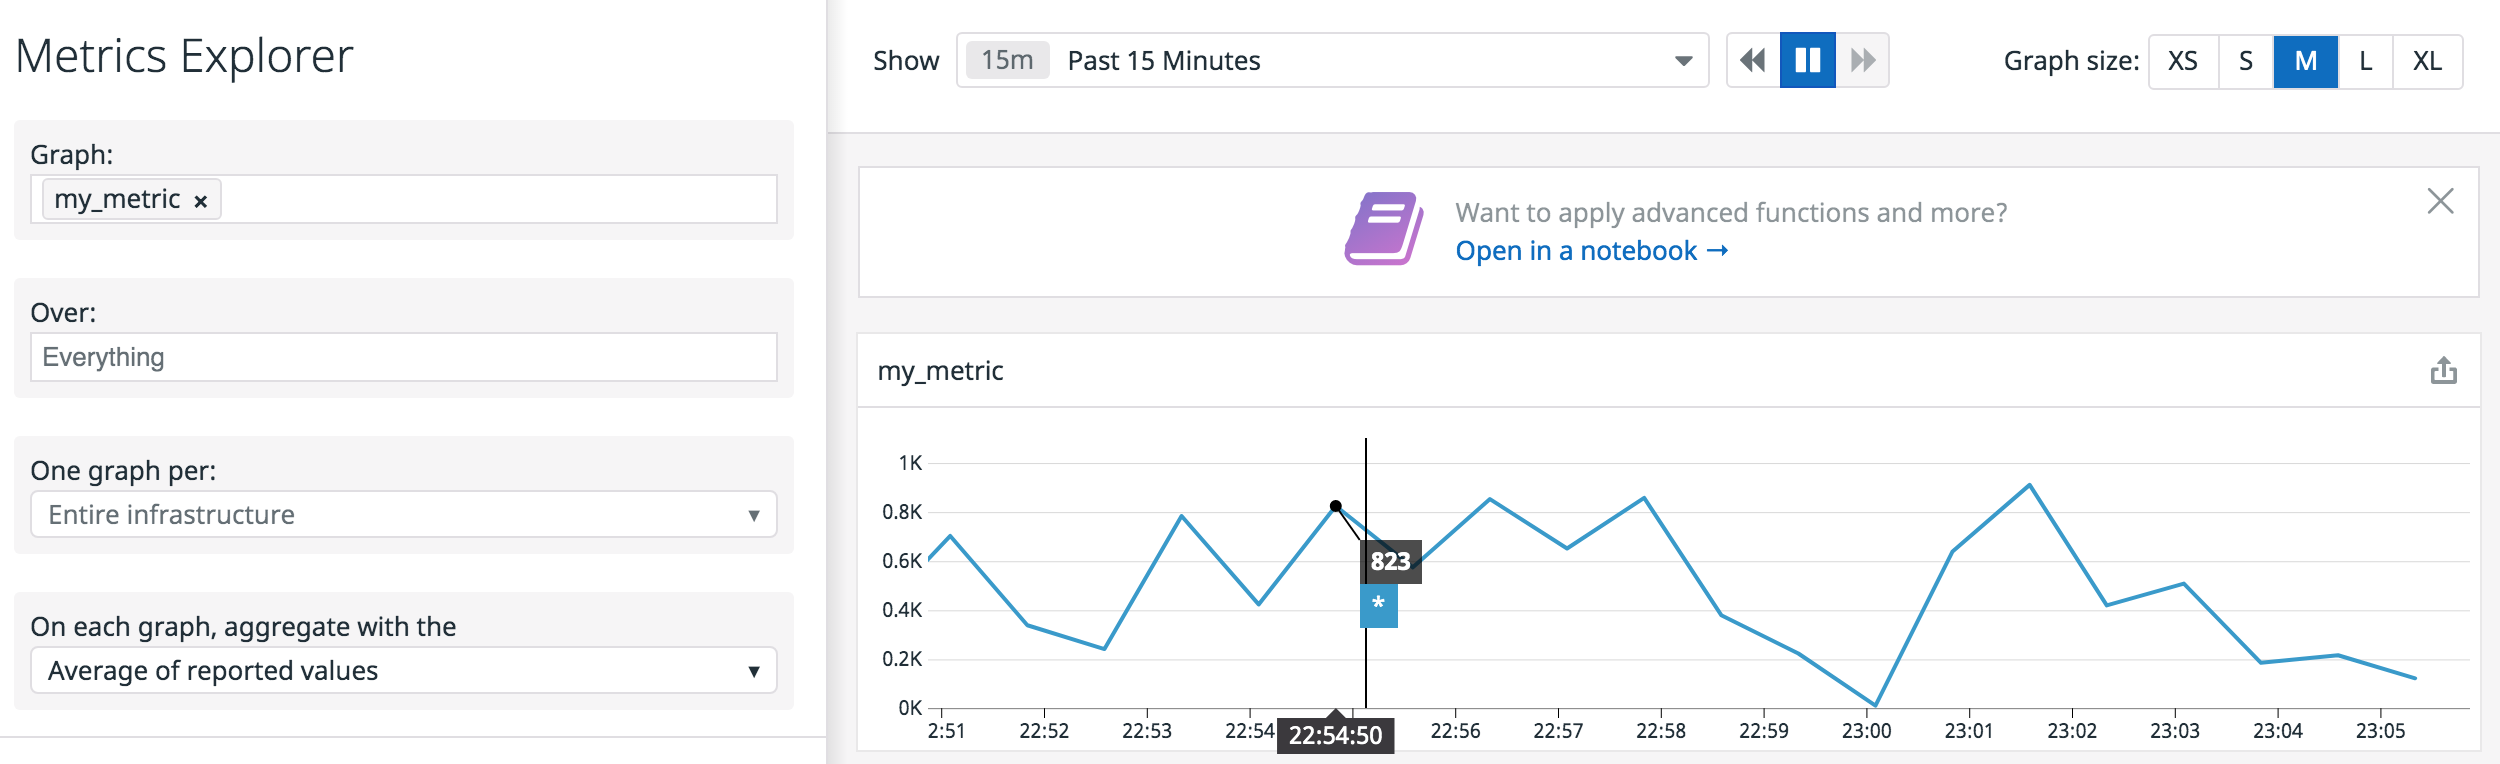 Metrics Explorer
Graph:
my_metric ×
Over:
Everything
One graph per:
Entire infrastructure
On each graph, aggregate with the
Average of reported values
Show 15m Past 15 Minutes
Graph size: XS S M L XL
Want to apply advanced functions and more?
Open in a notebook →
my_metric
1K
0.8K
0.6K
0.4K
0.2K
0K
823
*
2:51 22:52 22:53 22:54 22:54:50 22:56 22:57 22:58 22:59 23:00 23:01 23:02 23:03 23:04 23:05